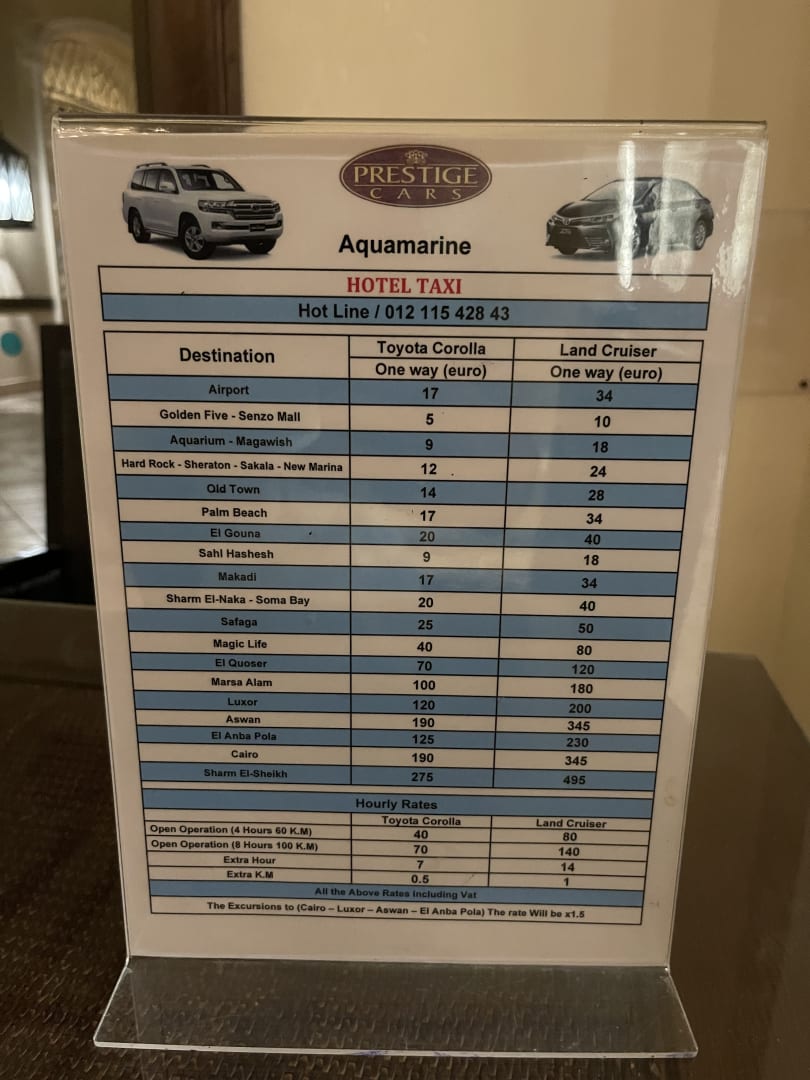 PRESTIGE
CARS
Aquamarine
HOTEL TAXI
Hot Line / 012 115 428 43
Destination Toyota Corolla Land Cruiser
One way (euro) One way (euro)
Airport 17 34
Golden Five - Senzo Mall 5 10
Aquarium - Magawish 9 18
Hard Rock - Sheraton - Sakala - New Marina 12 24
Old Town 14 28
Palm Beach 17 34
El Gouna 20 40
Sahl Hashesh 9 18
Makadi 17 34
Sharm El-Naka - Soma Bay 20 40
Safaga 25 50
Magic Life 40 80
El Quoser 70 120
Marsa Alam 100 180
Luxor 120 200
Aswan 190 345
El Anba Pola 125 230
Cairo 190 345
Sharm El-Sheikh 275 495
Hourly Rates
Toyota Corolla Land Cruiser
Open Operation (4 Hours 60 K.M) 40 80
Open Operation (8 Hours 100 K.M) 70 140
Extra Hour 7 14
Extra K.M 0.5 1
All the Above Rates Including Vat
The Excursions to (Cairo – Luxor – Aswan – El Anba Pola) The rate Will be x1.5